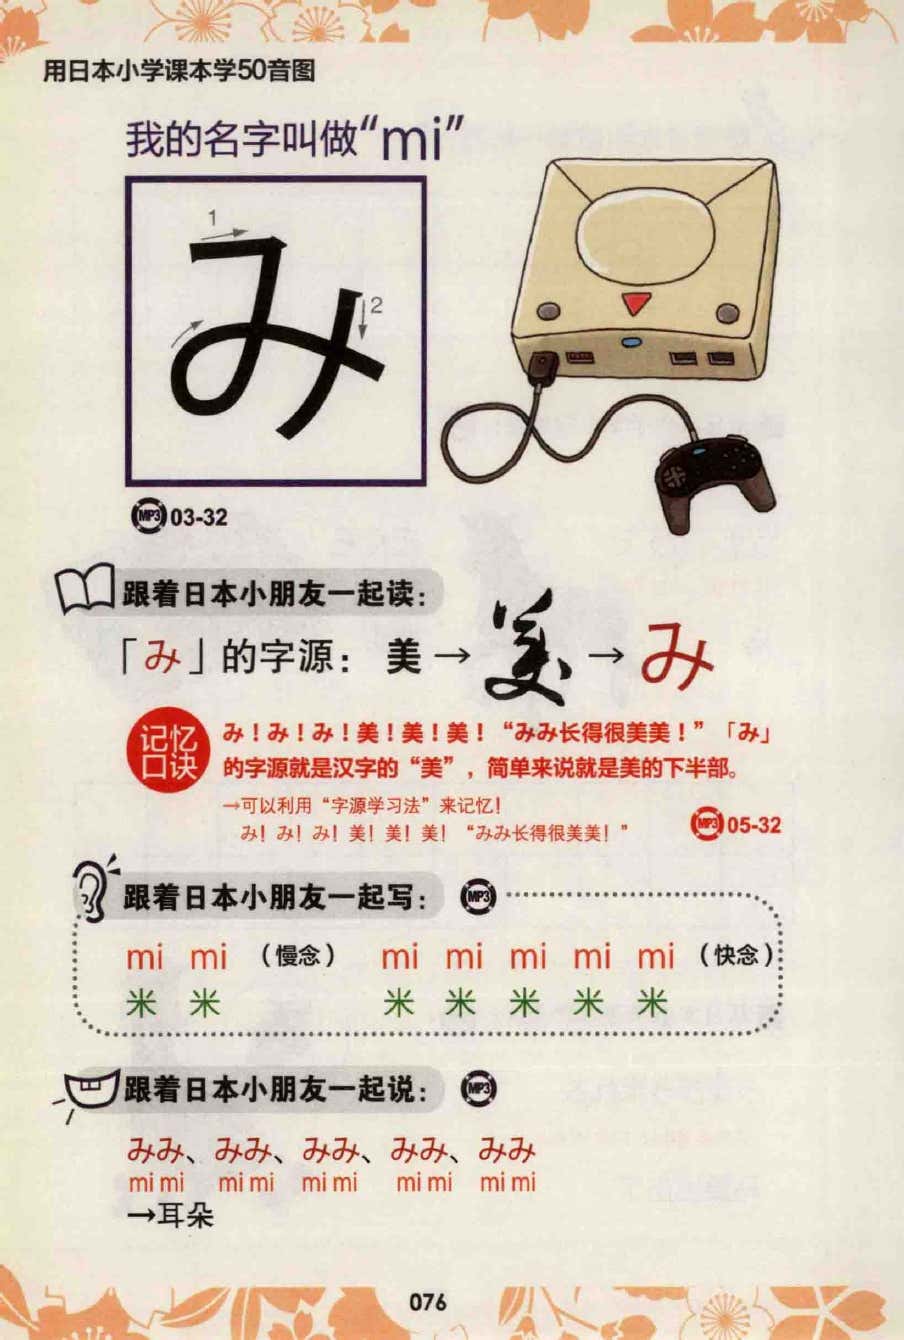 用日本小学课本学50音图
我的名字叫做“mi”
1
み
2
MP3 03-32
跟着日本小朋友一起读：
「み」的字源： 美→美→み
记忆
口诀
み！み！み！美！美！美！“みみ长得很美美！”「み」
的字源就是汉字的“美”，简单来说就是美的下半部。
→可以利用“字源学习法”来记忆！
み！み！み！美！美！美！“みみ长得很美美！”
MP3 05-32
跟着日本小朋友一起写： MP3
mi mi （慢念） mi mi mi mi mi （快念）
米 米 米 米 米 米 米
跟着日本小朋友一起说： MP3
みみ、みみ、みみ、みみ、みみ
mi mi mi mi mi mi mi mi mi mi
→耳朵
076